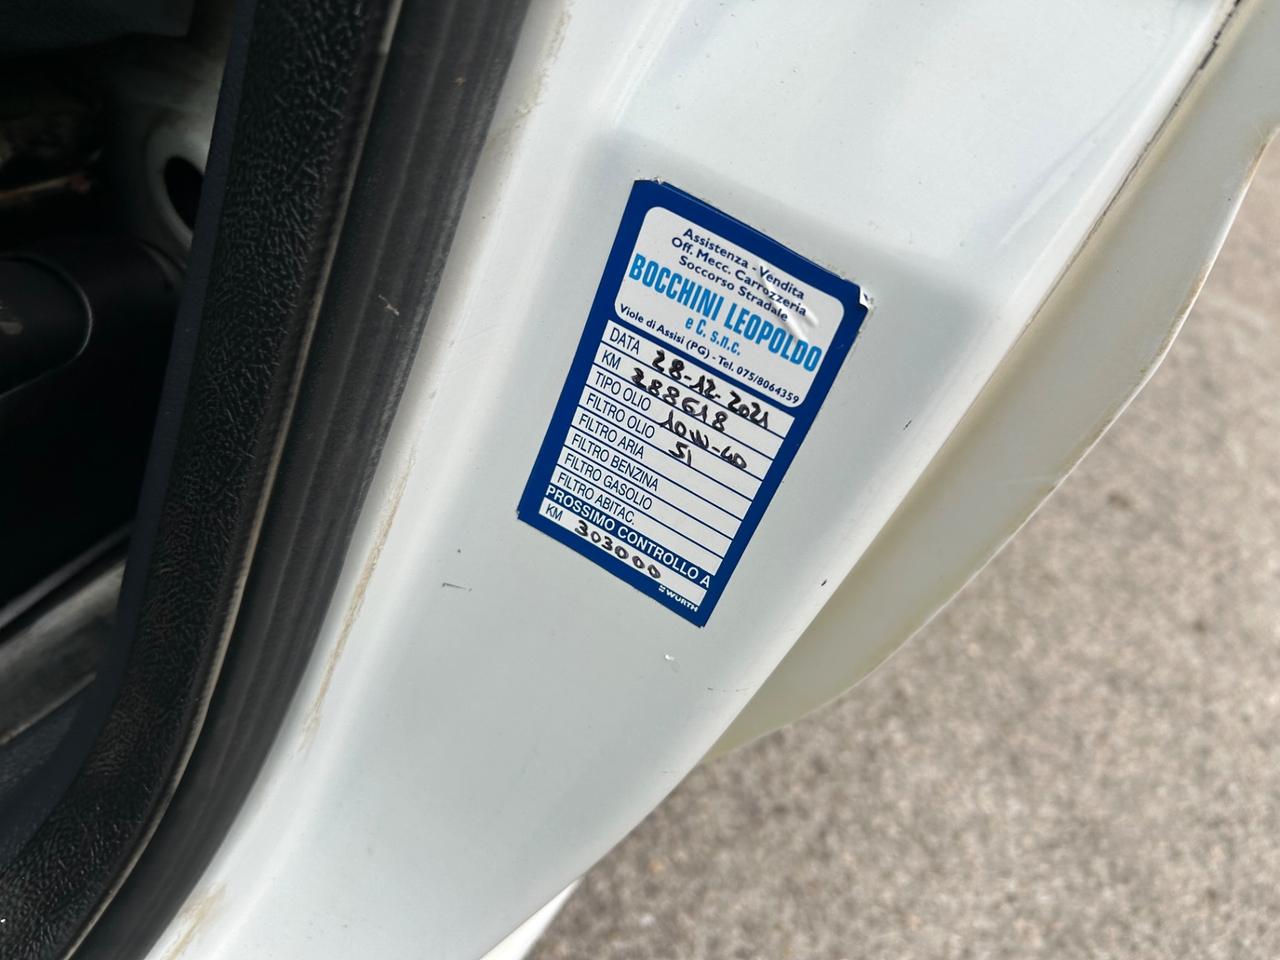 Assistenza - Vendita
Off. Mecc. Carrozzeria
Soccorso Stradale
BOCCHINI LEOPOLDO
e C. s.n.c.
Viole di Assisi (PG) - Tel. 075/8064359
DATA 28-12-2021
KM 288618
TIPO OLIO 10W-40
FILTRO OLIO SI
FILTRO ARIA
FILTRO BENZINA
FILTRO GASOLIO
FILTRO ABITAC.
PROSSIMO CONTROLLO A
KM 303000
WÜRTH